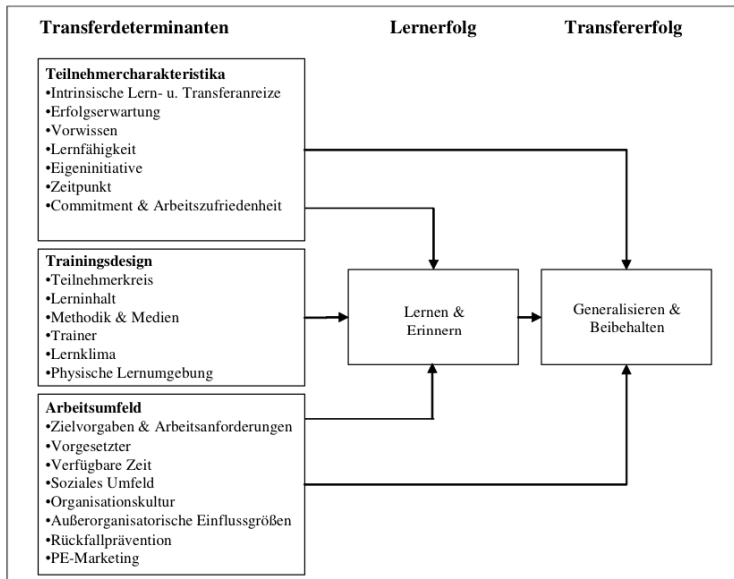 Transferdeterminanten
Lernerfolg
Transfererfolg
Teilnehmercharakteristika
•Intrinsische Lern- u. Transferanreize
•Erfolgserwartung
•Vorwissen
•Lernfähigkeit
•Eigeninitiative
•Zeitpunkt
•Commitment & Arbeitszufriedenheit
Trainingsdesign
•Teilnehmerkreis
•Lerninhalt
•Methodik & Medien
•Trainer
•Lernklima
•Physische Lernumgebung
Lernen &
Erinnern
Generalisieren &
Beibehalten
Arbeitsumfeld
•Zielvorgaben & Arbeitsanforderungen
•Vorgesetzter
•Verfügbare Zeit
•Soziales Umfeld
•Organisationskultur
•Außerorganisatorische Einflussgrößen
•Rückfallprävention
•PE-Marketing